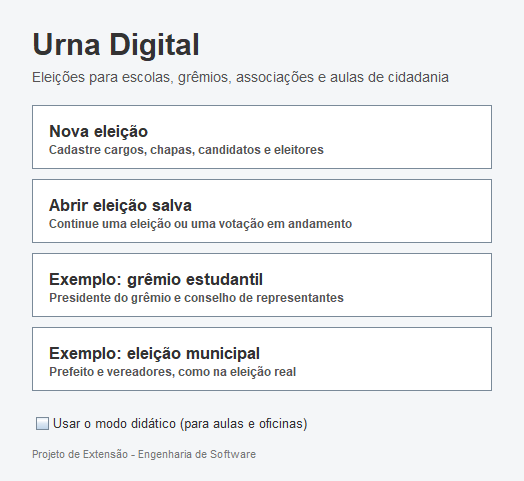 Urna Digital
Eleições para escolas, grêmios, associações e aulas de cidadania
Nova eleição
Cadastre cargos, chapas, candidatos e eleitores
Abrir eleição salva
Continue uma eleição ou uma votação em andamento
Exemplo: grêmio estudantil
Presidente do grêmio e conselho de representantes
Exemplo: eleição municipal
Prefeito e vereadores, como na eleição real
Usar o modo didático (para aulas e oficinas)
Projeto de Extensão - Engenharia de Software